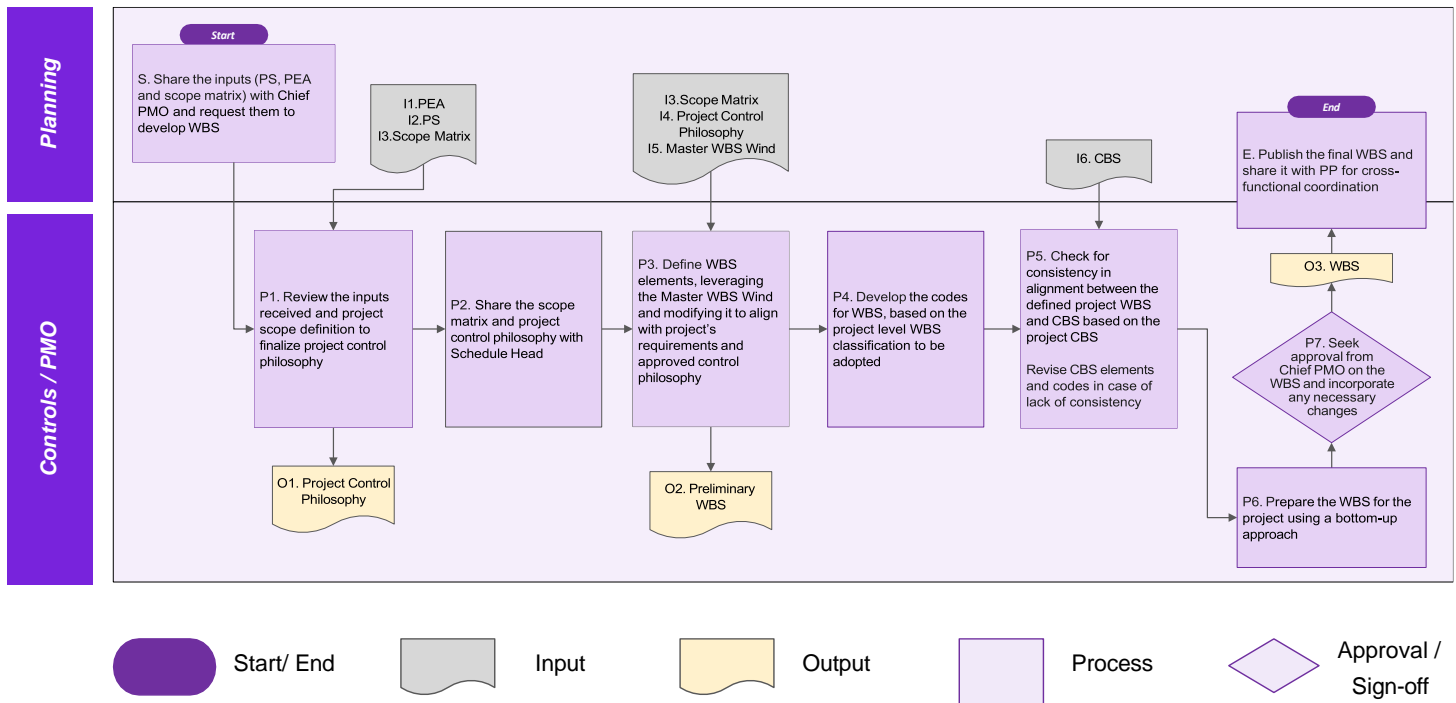 Planning
Start
S. Share the inputs (PS, PEA
and scope matrix) with Chief
PMO and request them to
develop WBS
I1.PEA
I2.PS
I3.Scope Matrix
I3.Scope Matrix
I4. Project Control
Philosophy
I5. Master WBS Wind
I6. CBS
End
E. Publish the final WBS and
share it with PP for cross-
functional coordination
Controls / PMO
P1. Review the inputs
received and project
scope definition to
finalize project control
philosophy
P2. Share the scope
matrix and project
control philosophy with
Schedule Head
P3. Define WBS
elements, leveraging
the Master WBS Wind
and modifying it to align
with project's
requirements and
approved control
philosophy
P4. Develop the codes
for WBS, based on the
project level WBS
classification to be
adopted
P5. Check for
consistency in
alignment between the
defined project WBS
and CBS based on the
project CBS
Revise CBS elements
and codes in case of
lack of consistency
O3. WBS
P7. Seek
approval from
Chief PMO on the
WBS and incorporate
any necessary
changes
P6. Prepare the WBS for the
project using a bottom-up
approach
O1. Project Control
Philosophy
O2. Preliminary
WBS
Start/ End
Input
Output
Process
Approval /
Sign-off